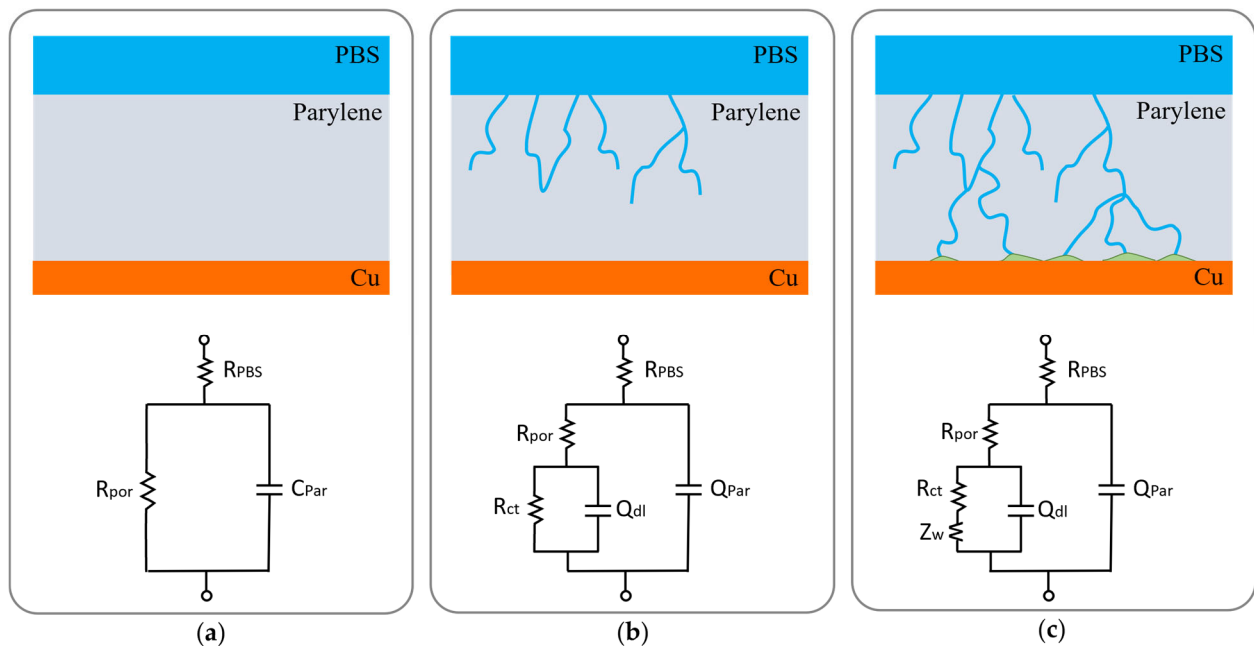 PBS
Parylene
Cu
RPBS
Rpor
CPar
(a)
PBS
Parylene
Cu
RPBS
Rpor
Rct
Qdl
QPar
(b)
PBS
Parylene
Cu
RPBS
Rpor
Rct
Qdl
QPar
Zw
(c)